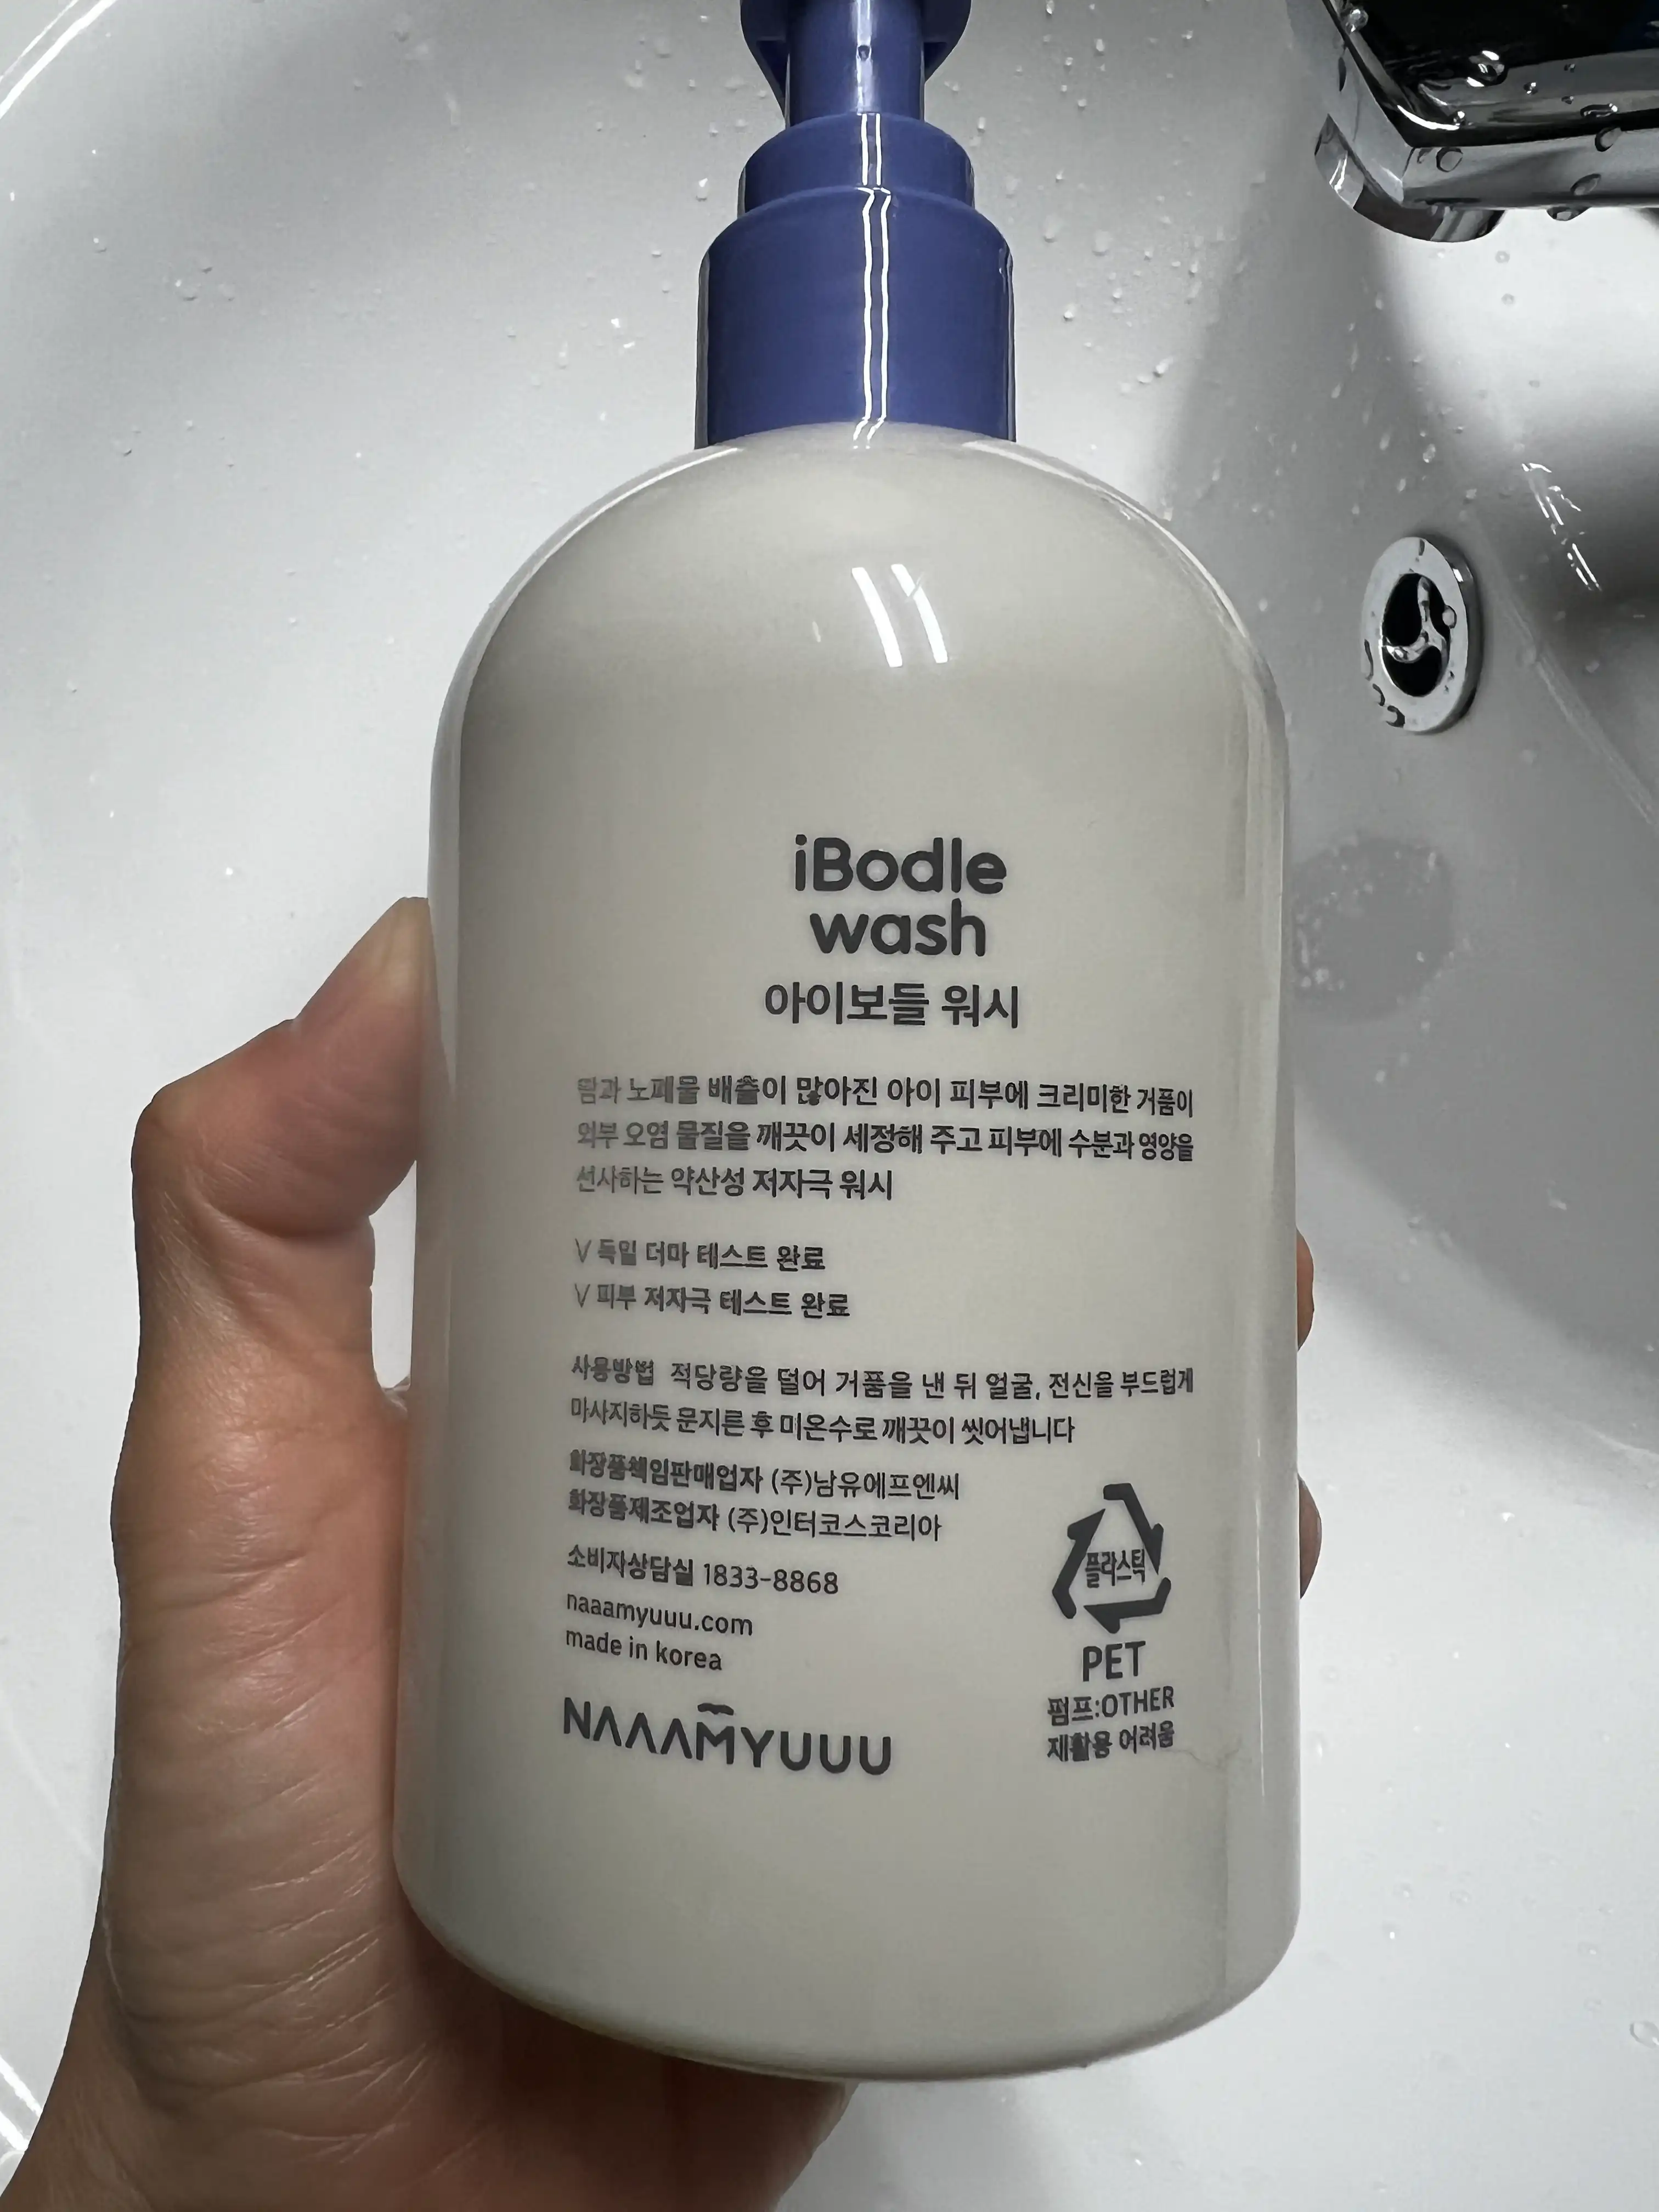 iBodle
wash
아이보들 워시
땀과 노폐물 배출이 많아진 아이 피부에 크리미한 거품이
외부 오염 물질을 깨끗이 세정해 주고 피부에 수분과 영양을
선사하는 약산성 저자극 워시
V 독일 더마 테스트 완료
V 피부 저자극 테스트 완료
사용방법 적당량을 덜어 거품을 낸 뒤 얼굴, 전신을 부드럽게
마사지하듯 문지른 후 미온수로 깨끗이 씻어냅니다
화장품책임판매업자 (주)남유에프엔씨
화장품제조업자 (주)인터코스코리아
소비자상담실 1833-8868
naaamyuuu.com
made in korea
NAAAMYUUU
플라스틱
PET
펌프:OTHER
재활용 어려움